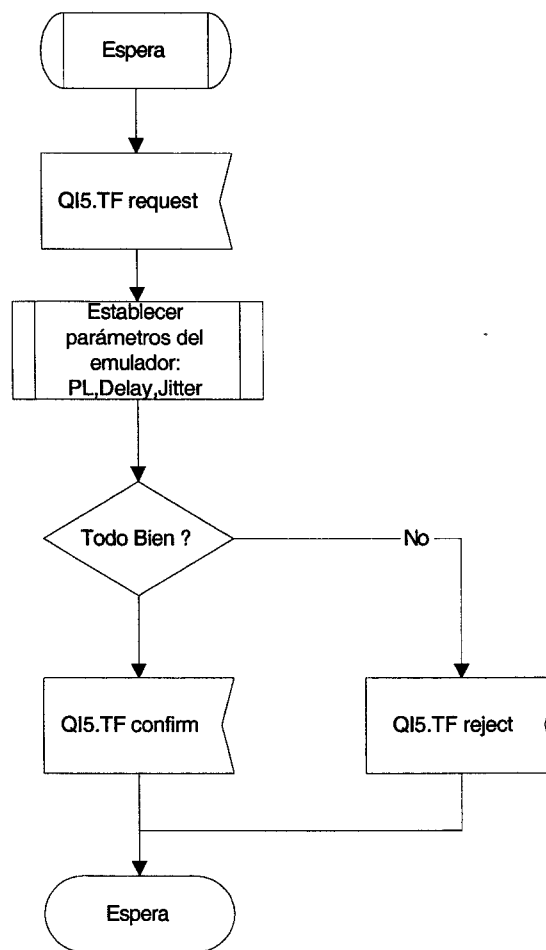 Espera
QI5.TF request
Establecer
parámetros del
emulador:
PL,Delay,Jitter
Todo Bien ?
No
QI5.TF confirm
QI5.TF reject
Espera